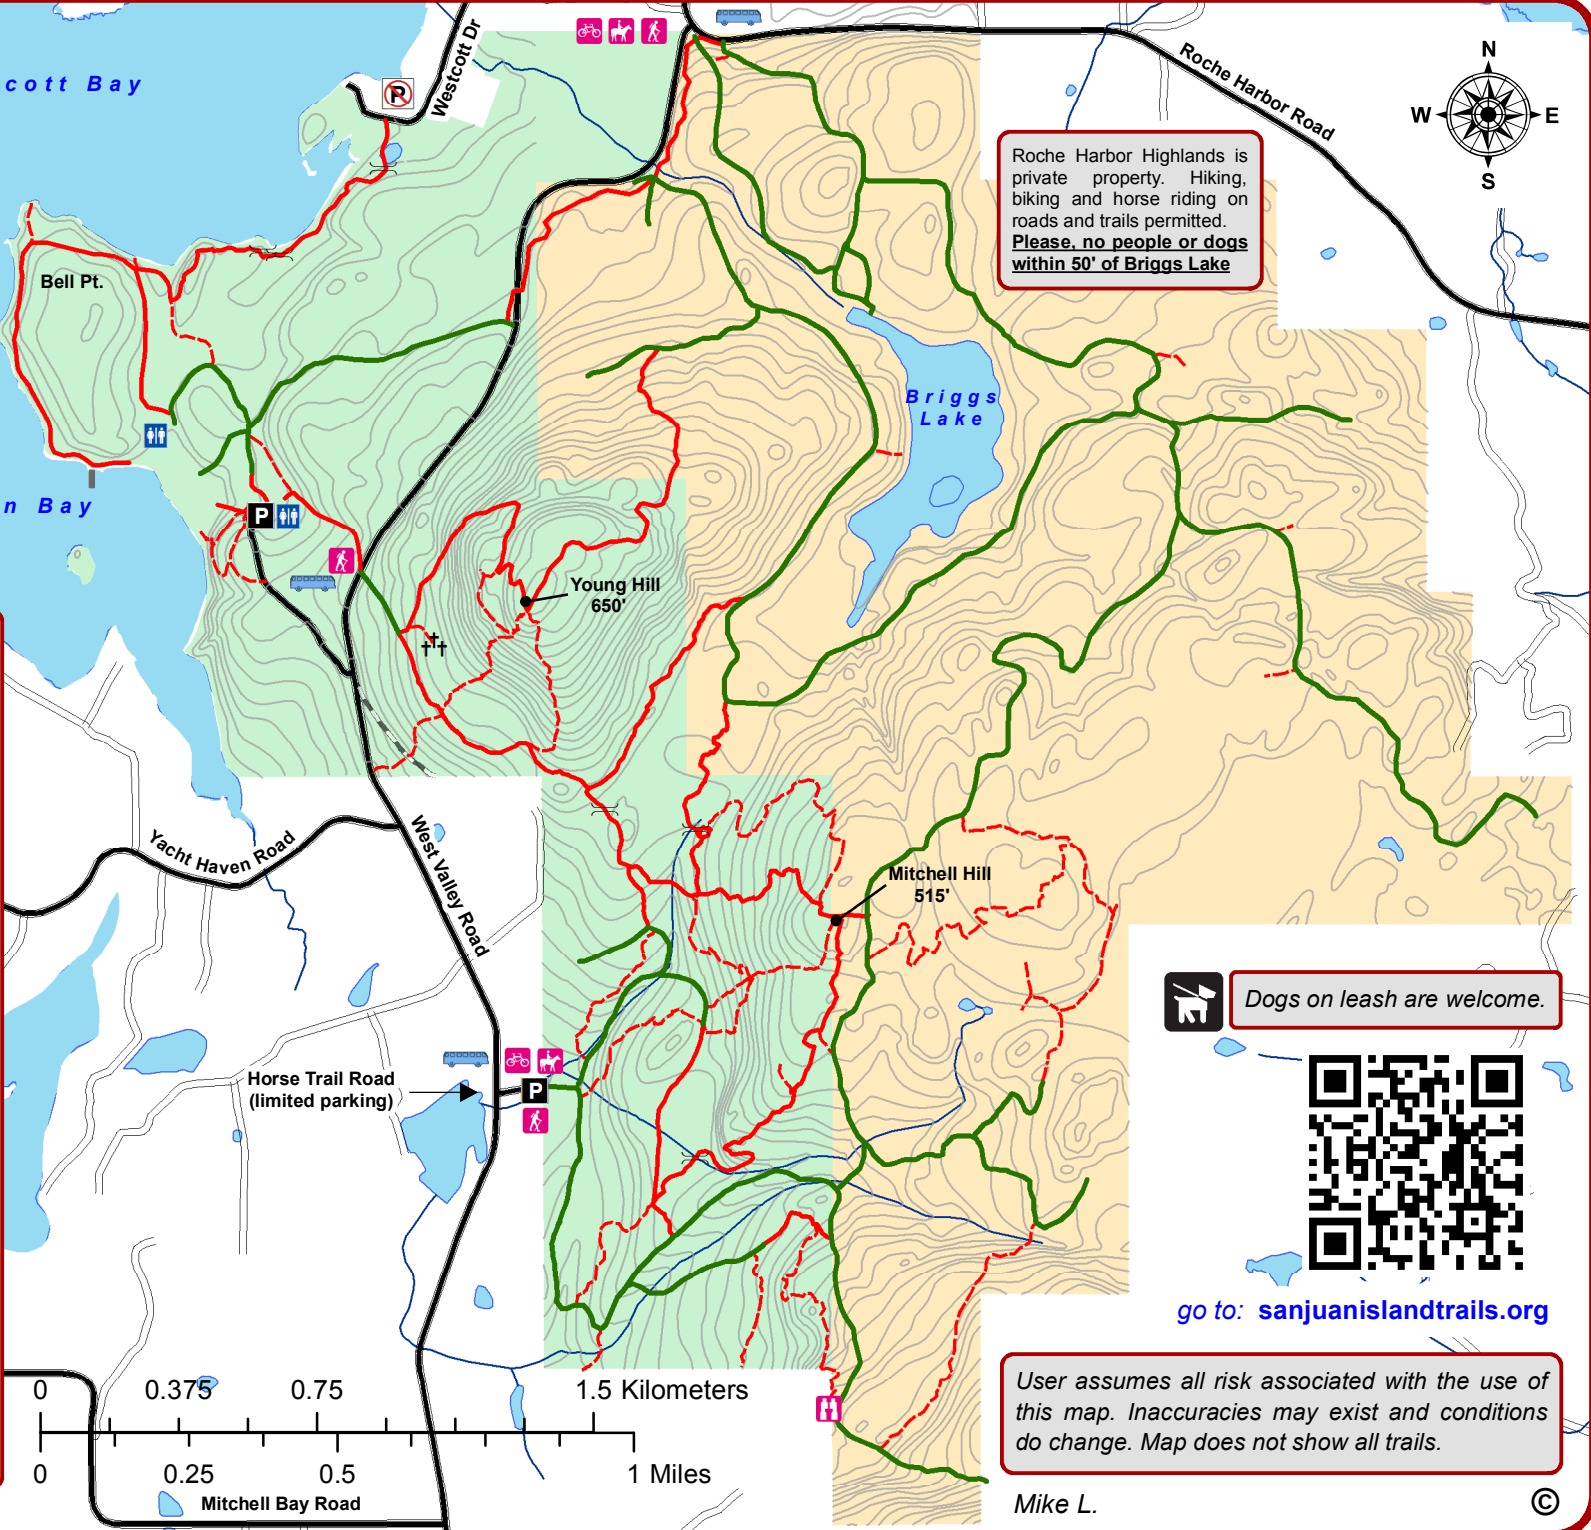 cott Bay
Westcott Dr
Roche Harbor Road
N
W
E
S
Roche Harbor Highlands is
private property. Hiking,
biking and horse riding on
roads and trails permitted.
Please, no people or dogs
within 50' of Briggs Lake
Bell Pt.
Briggs
Lake
n Bay
P
Young Hill
650'
Yacht Haven Road
West Valley Road
Mitchell Hill
515'
Dogs on leash are welcome.
Horse Trail Road
(limited parking)
P
go to: sanjuanislandtrails.org
0 0.375 0.75 1.5 Kilometers
0 0.25 0.5 1 Miles
Mitchell Bay Road
User assumes all risk associated with the use of
this map. Inaccuracies may exist and conditions
do change. Map does not show all trails.
Mike L.
©